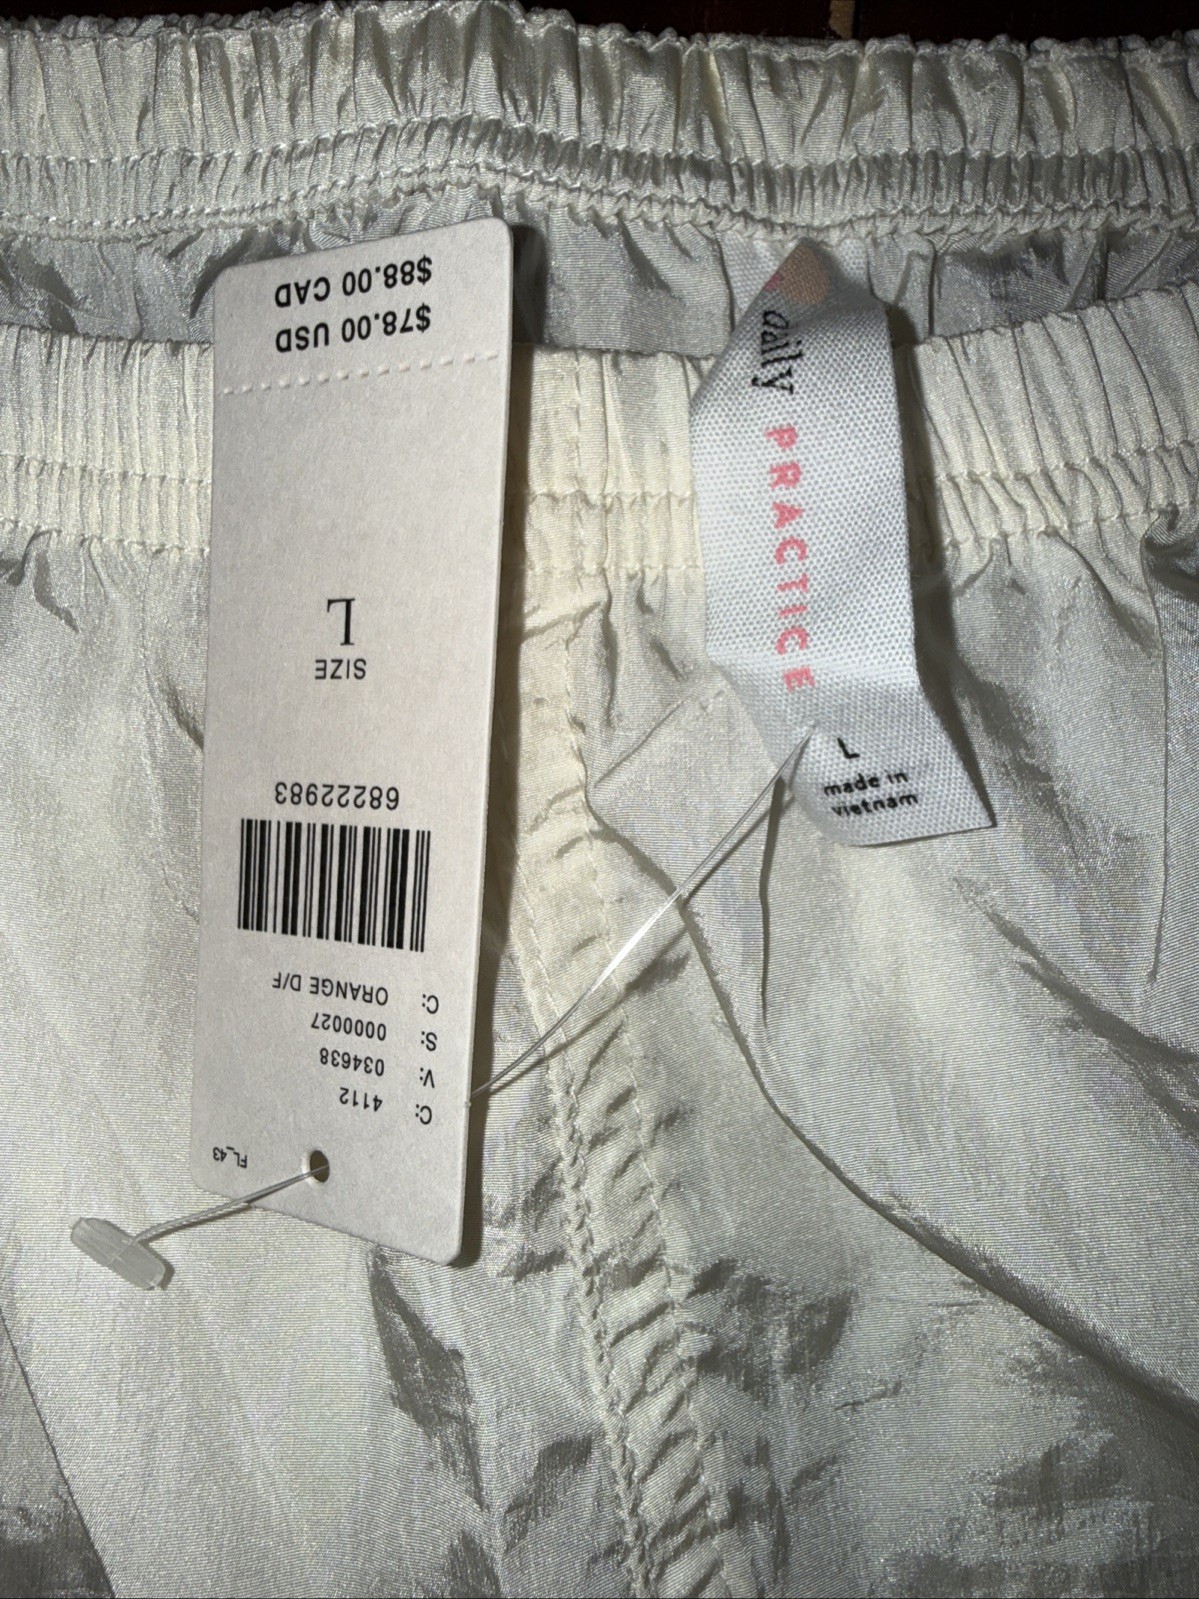 FL_43
C: 4112
V: 034638
S: 0000027
C: ORANGE D/F
68222983
SIZE
L
$78.00 USD
$88.00 CAD
daily
PRACTICE
L
made in
vietnam